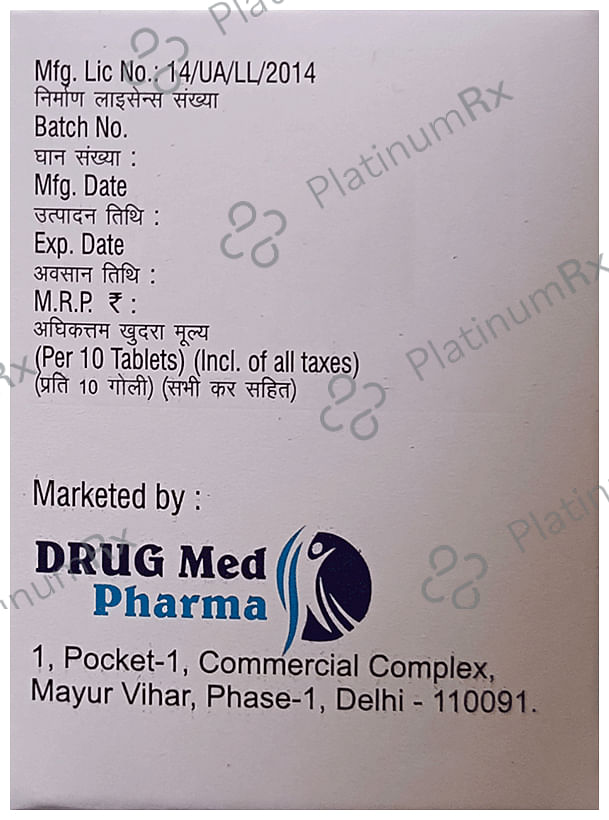 Mfg. Lic No.: 14/UA/LL/2014
निर्माण लाइसेन्स संख्या
Batch No.
घान संख्या :
Mfg. Date
उत्पादन तिथि :
Exp. Date
अवसान तिथि :
M.R.P. ₹ :
अधिकत्तम खुदरा मूल्य
(Per 10 Tablets) (Incl. of all taxes)
(प्रति 10 गोली) (सभी कर सहित)
Marketed by :
DRUG Med
Pharma
1, Pocket-1, Commercial Complex,
Mayur Vihar, Phase-1, Delhi - 110091.
PlatinumRx
PlatinumRx